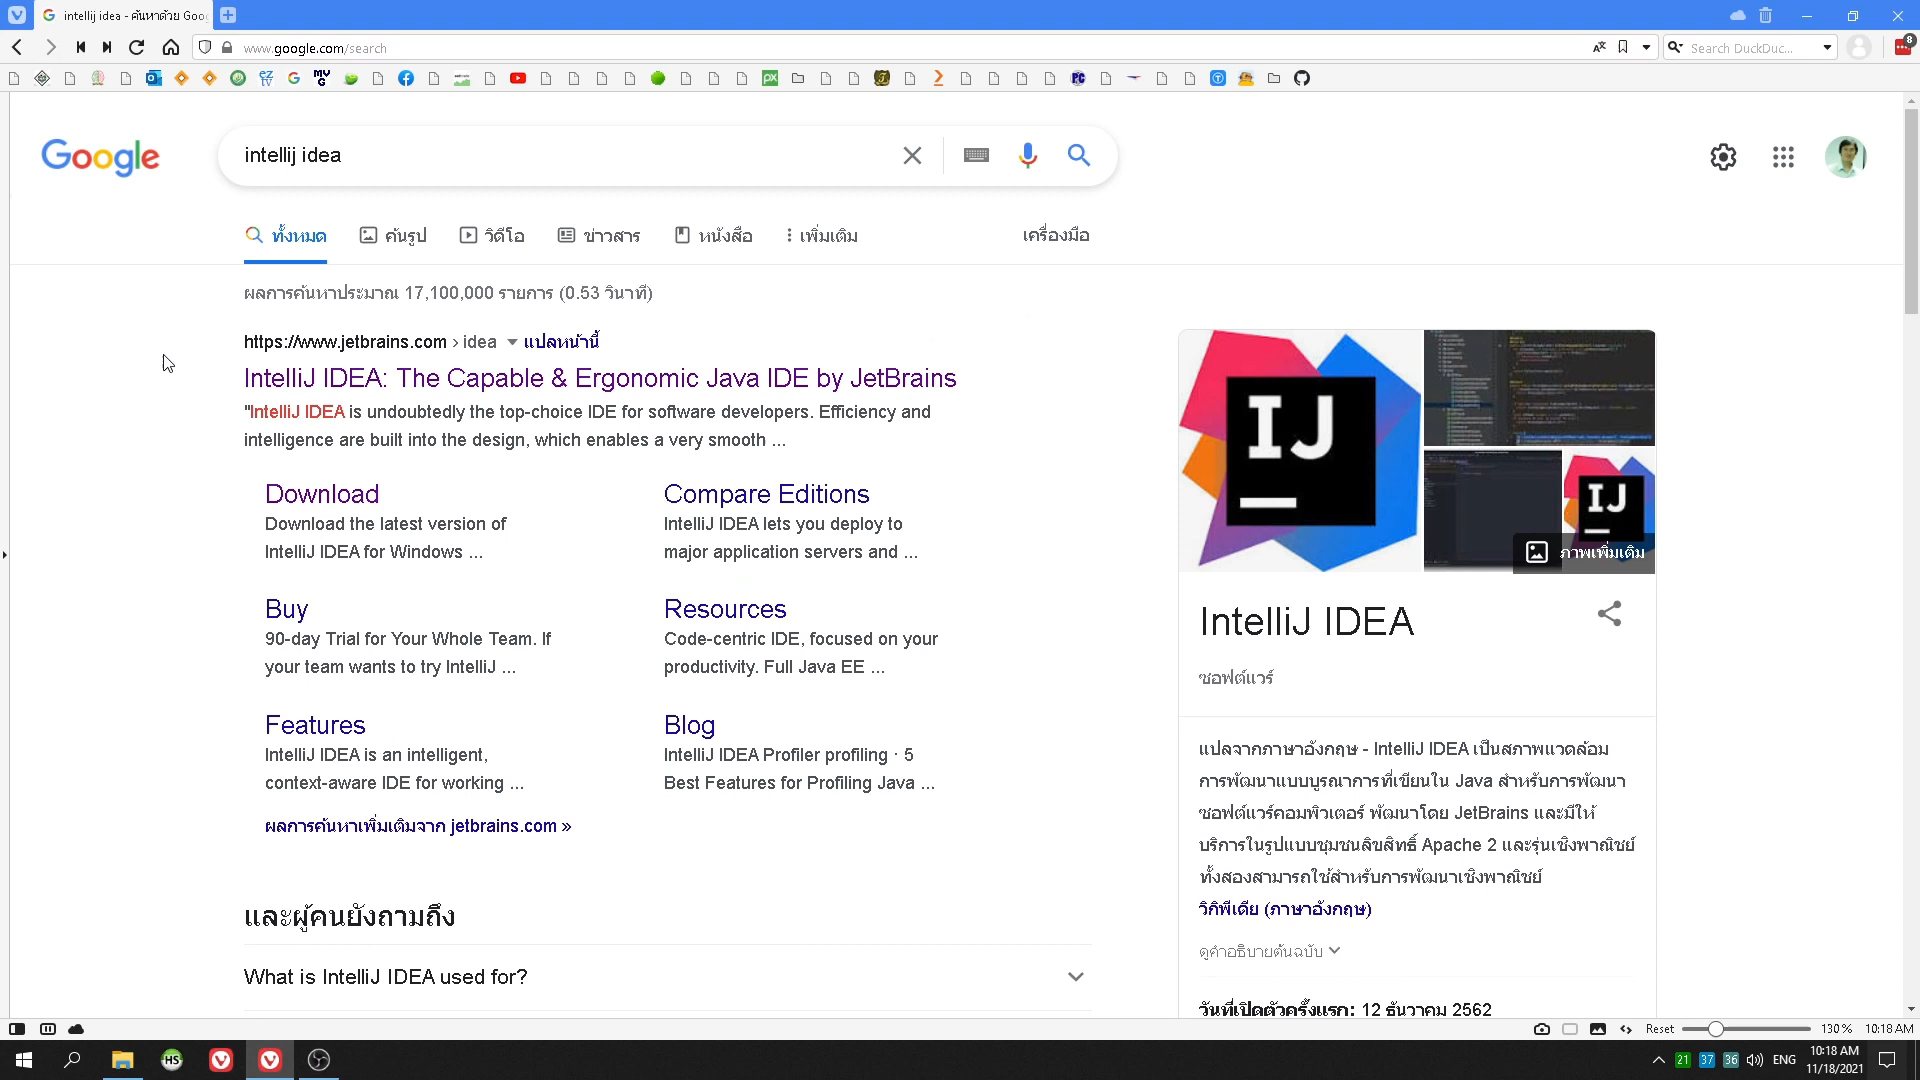 intellij idea - ค้นหาด้วย Goog
www.google.com/search
Search DuckDuc...
8
Google
intellij idea
ทั้งหมด
ค้นรูป
วิดีโอ
ข่าวสาร
หนังสือ
เพิ่มเติม
เครื่องมือ
ผลการค้นหาประมาณ 17,100,000 รายการ (0.53 วินาที)
https://www.jetbrains.com › idea
แปลหน้านี้
IntelliJ IDEA: The Capable & Ergonomic Java IDE by JetBrains
"IntelliJ IDEA is undoubtedly the top-choice IDE for software developers. Efficiency and
intelligence are built into the design, which enables a very smooth ...
Download
Download the latest version of
IntelliJ IDEA for Windows ...
Compare Editions
IntelliJ IDEA lets you deploy to
major application servers and ...
Buy
90-day Trial for Your Whole Team. If
your team wants to try IntelliJ ...
Resources
Code-centric IDE, focused on your
productivity. Full Java EE ...
Features
IntelliJ IDEA is an intelligent,
context-aware IDE for working ...
Blog
IntelliJ IDEA Profiler profiling · 5
Best Features for Profiling Java ...
ผลการค้นหาเพิ่มเติมจาก jetbrains.com »
และผู้คนยังถามถึง
What is IntelliJ IDEA used for?
IJ
IJ
ภาพเพิ่มเติม
IntelliJ IDEA
ซอฟต์แวร์
แปลจากภาษาอังกฤษ - IntelliJ IDEA เป็นสภาพแวดล้อม
การพัฒนาแบบบูรณาการที่เขียนใน Java สำหรับการพัฒนา
ซอฟต์แวร์คอมพิวเตอร์ พัฒนาโดย JetBrains และมีให้
บริการในรูปแบบชุมชนลิขสิทธิ์ Apache 2 และรุ่นเชิงพาณิชย์
ทั้งสองสามารถใช้สำหรับการพัฒนาเชิงพาณิชย์
วิกิพีเดีย (ภาษาอังกฤษ)
ดูคำอธิบายต้นฉบับ
วันที่เปิดตัวครั้งแรก: 12 ธันวาคม 2562
Reset
130 %
10:18 AM
HS
21
37
36
ENG
10:18 AM
11/18/2021